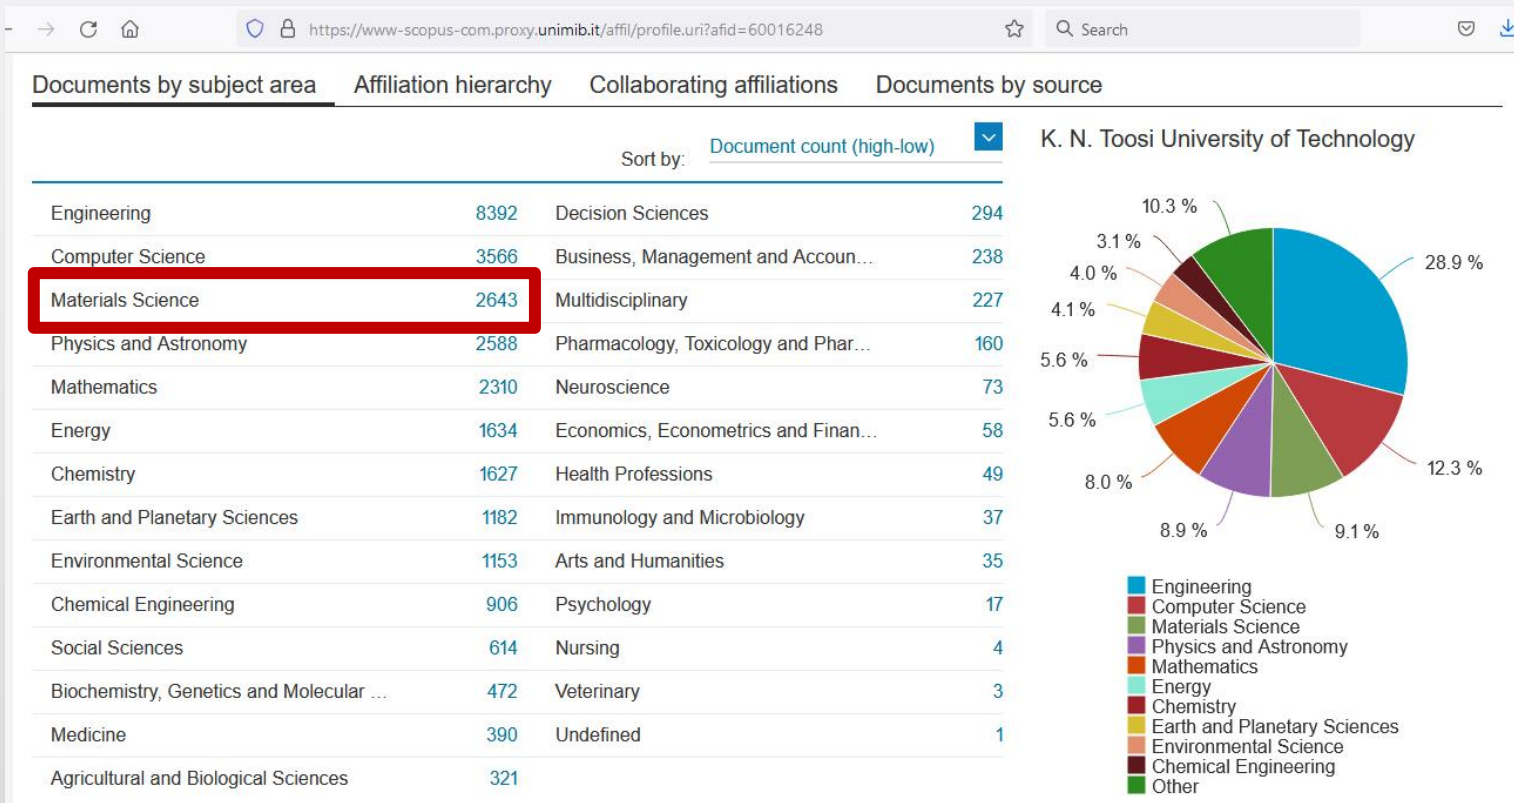 https://www-scopus-com.proxy.unimib.it/affil/profile.uri?afid=60016248
Search
Documents by subject area Affiliation hierarchy Collaborating affiliations Documents by source
Sort by: Document count (high-low)
Engineering 8392
Computer Science 3566
Materials Science 2643
Physics and Astronomy 2588
Mathematics 2310
Energy 1634
Chemistry 1627
Earth and Planetary Sciences 1182
Environmental Science 1153
Chemical Engineering 906
Social Sciences 614
Biochemistry, Genetics and Molecular ... 472
Medicine 390
Agricultural and Biological Sciences 321
Decision Sciences 294
Business, Management and Accoun... 238
Multidisciplinary 227
Pharmacology, Toxicology and Phar... 160
Neuroscience 73
Economics, Econometrics and Finan... 58
Health Professions 49
Immunology and Microbiology 37
Arts and Humanities 35
Psychology 17
Nursing 4
Veterinary 3
Undefined 1
K. N. Toosi University of Technology
10.3 %
3.1 %
4.0 %
4.1 %
5.6 %
5.6 %
8.0 %
8.9 %
9.1 %
12.3 %
28.9 %
Engineering
Computer Science
Materials Science
Physics and Astronomy
Mathematics
Energy
Chemistry
Earth and Planetary Sciences
Environmental Science
Chemical Engineering
Other